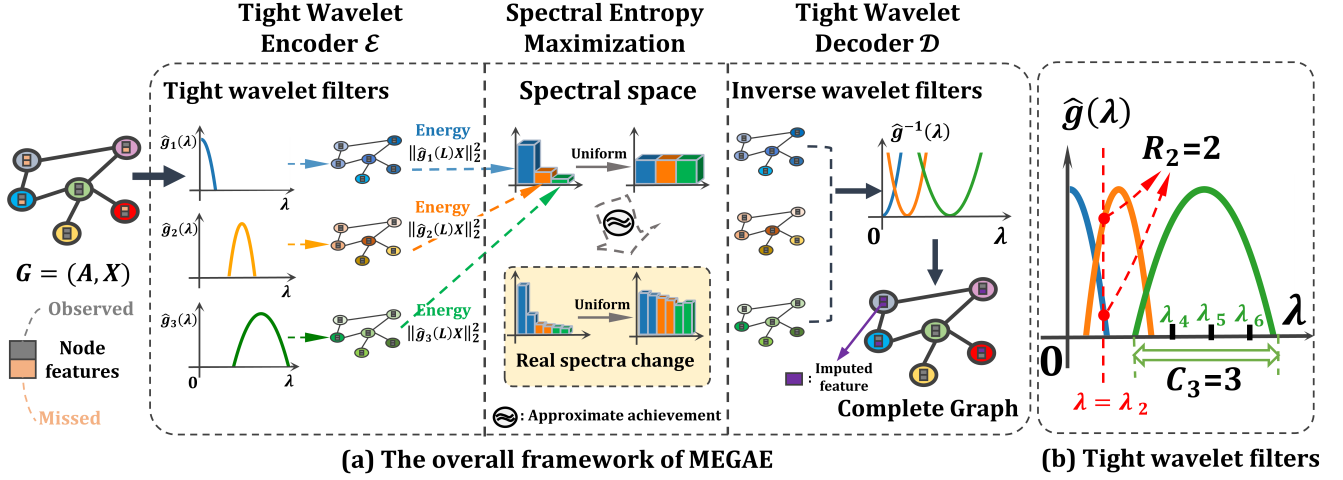 Tight Wavelet
Encoder ℰ
Spectral Entropy
Maximization
Tight Wavelet
Decoder 𝒟
Tight wavelet filters
Spectral space
Inverse wavelet filters
G = (A, X)
Observed
Node
features
Missed
ĝ₁(λ)
λ
Energy
‖ĝ₁(L)X‖₂²
ĝ₂(λ)
λ
Energy
‖ĝ₂(L)X‖₂²
ĝ₃(λ)
λ
Energy
‖ĝ₃(L)X‖₂²
Uniform
≈
Uniform
Real spectra change
≈: Approximate achievement
ĝ⁻¹(λ)
0
λ
: Imputed
feature
Complete Graph
ĝ(λ)
R₂=2
λ₄ λ₅ λ₆
λ
0
C₃=3
λ = λ₂
(a) The overall framework of MEGAE
(b) Tight wavelet filters